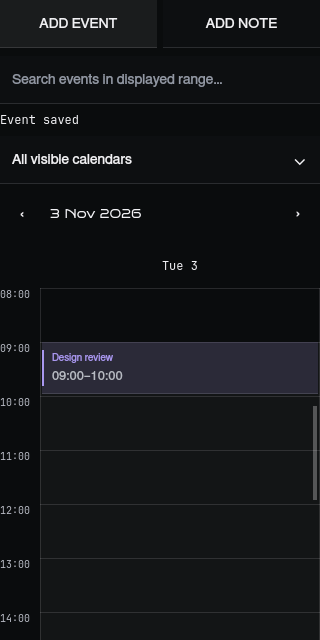 ADD EVENT
ADD NOTE
Search events in displayed range...
Event saved
All visible calendars
‹ 3 Nov 2026 ›
Tue 3
08:00
09:00
Design review
09:00–10:00
10:00
11:00
12:00
13:00
14:00